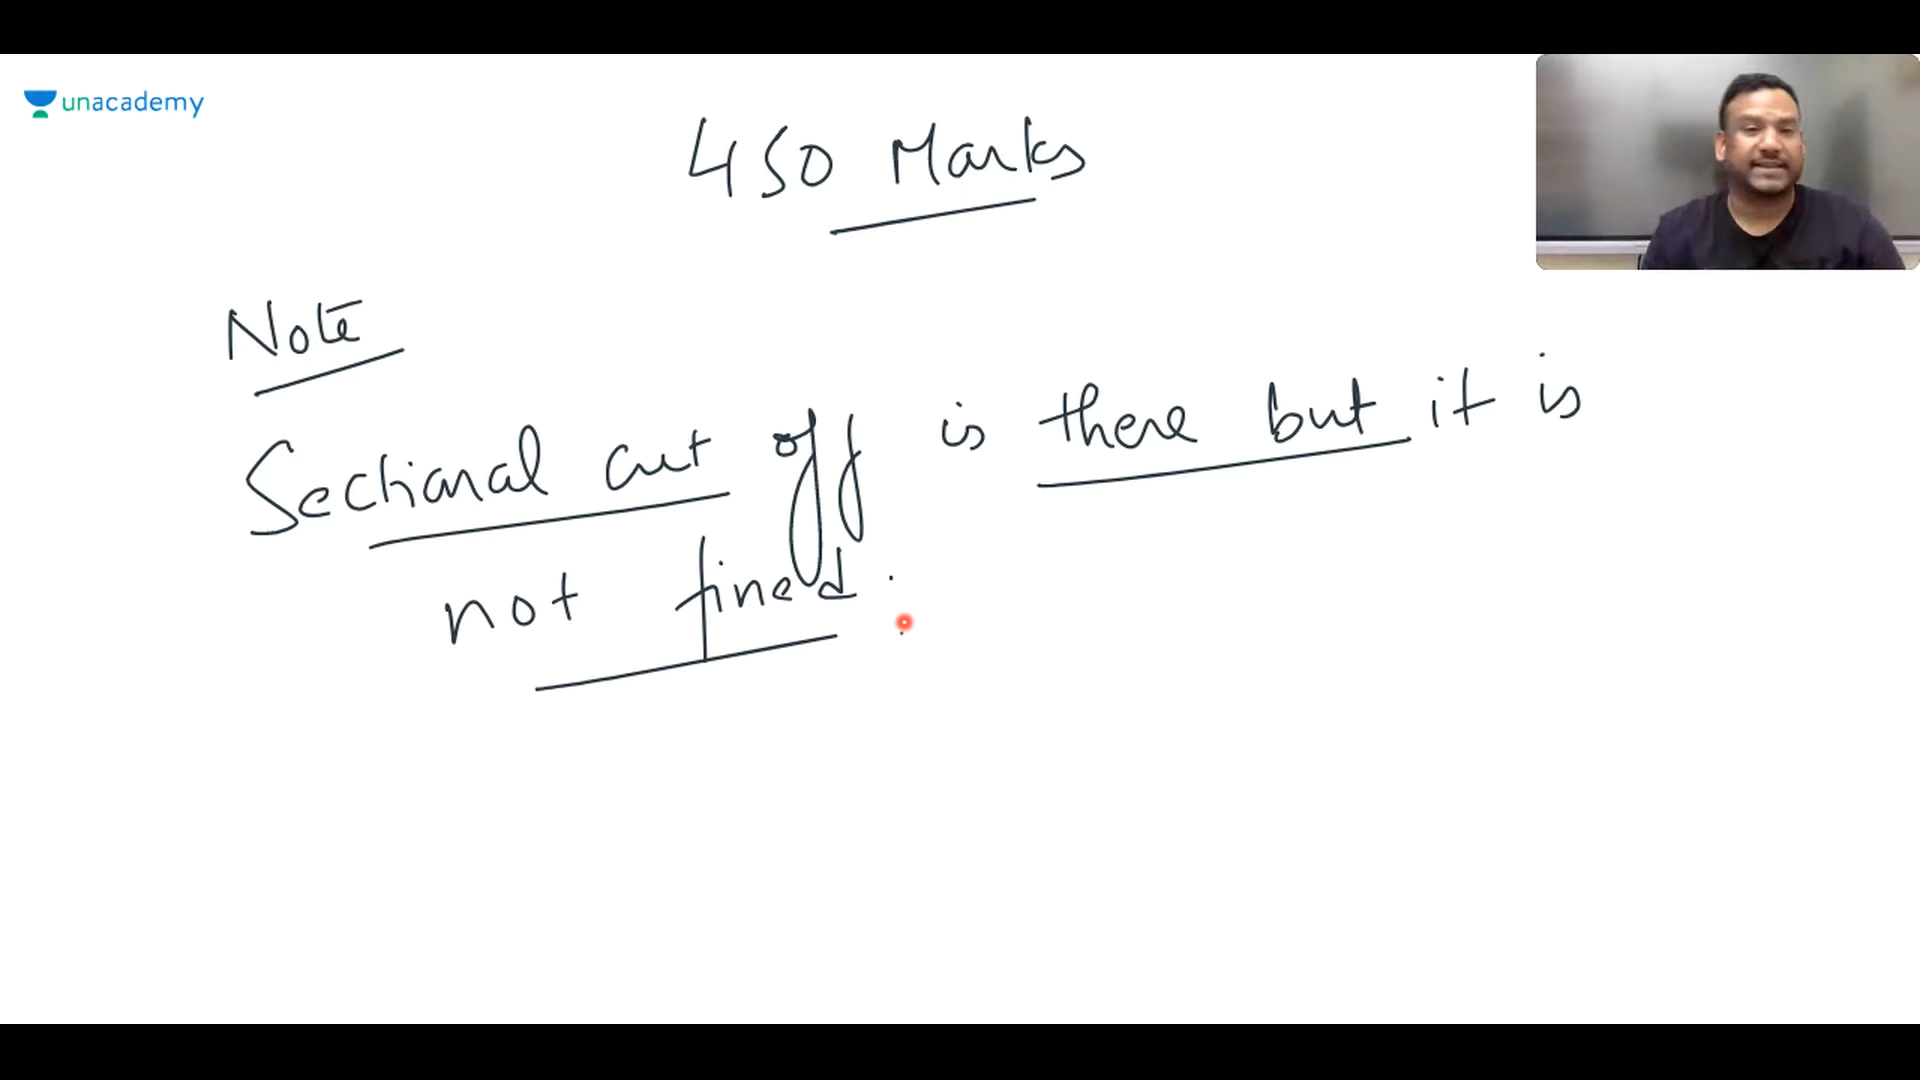 unacademy
450 Marks
Note
Sectional cut off is there but it is
not fixed.